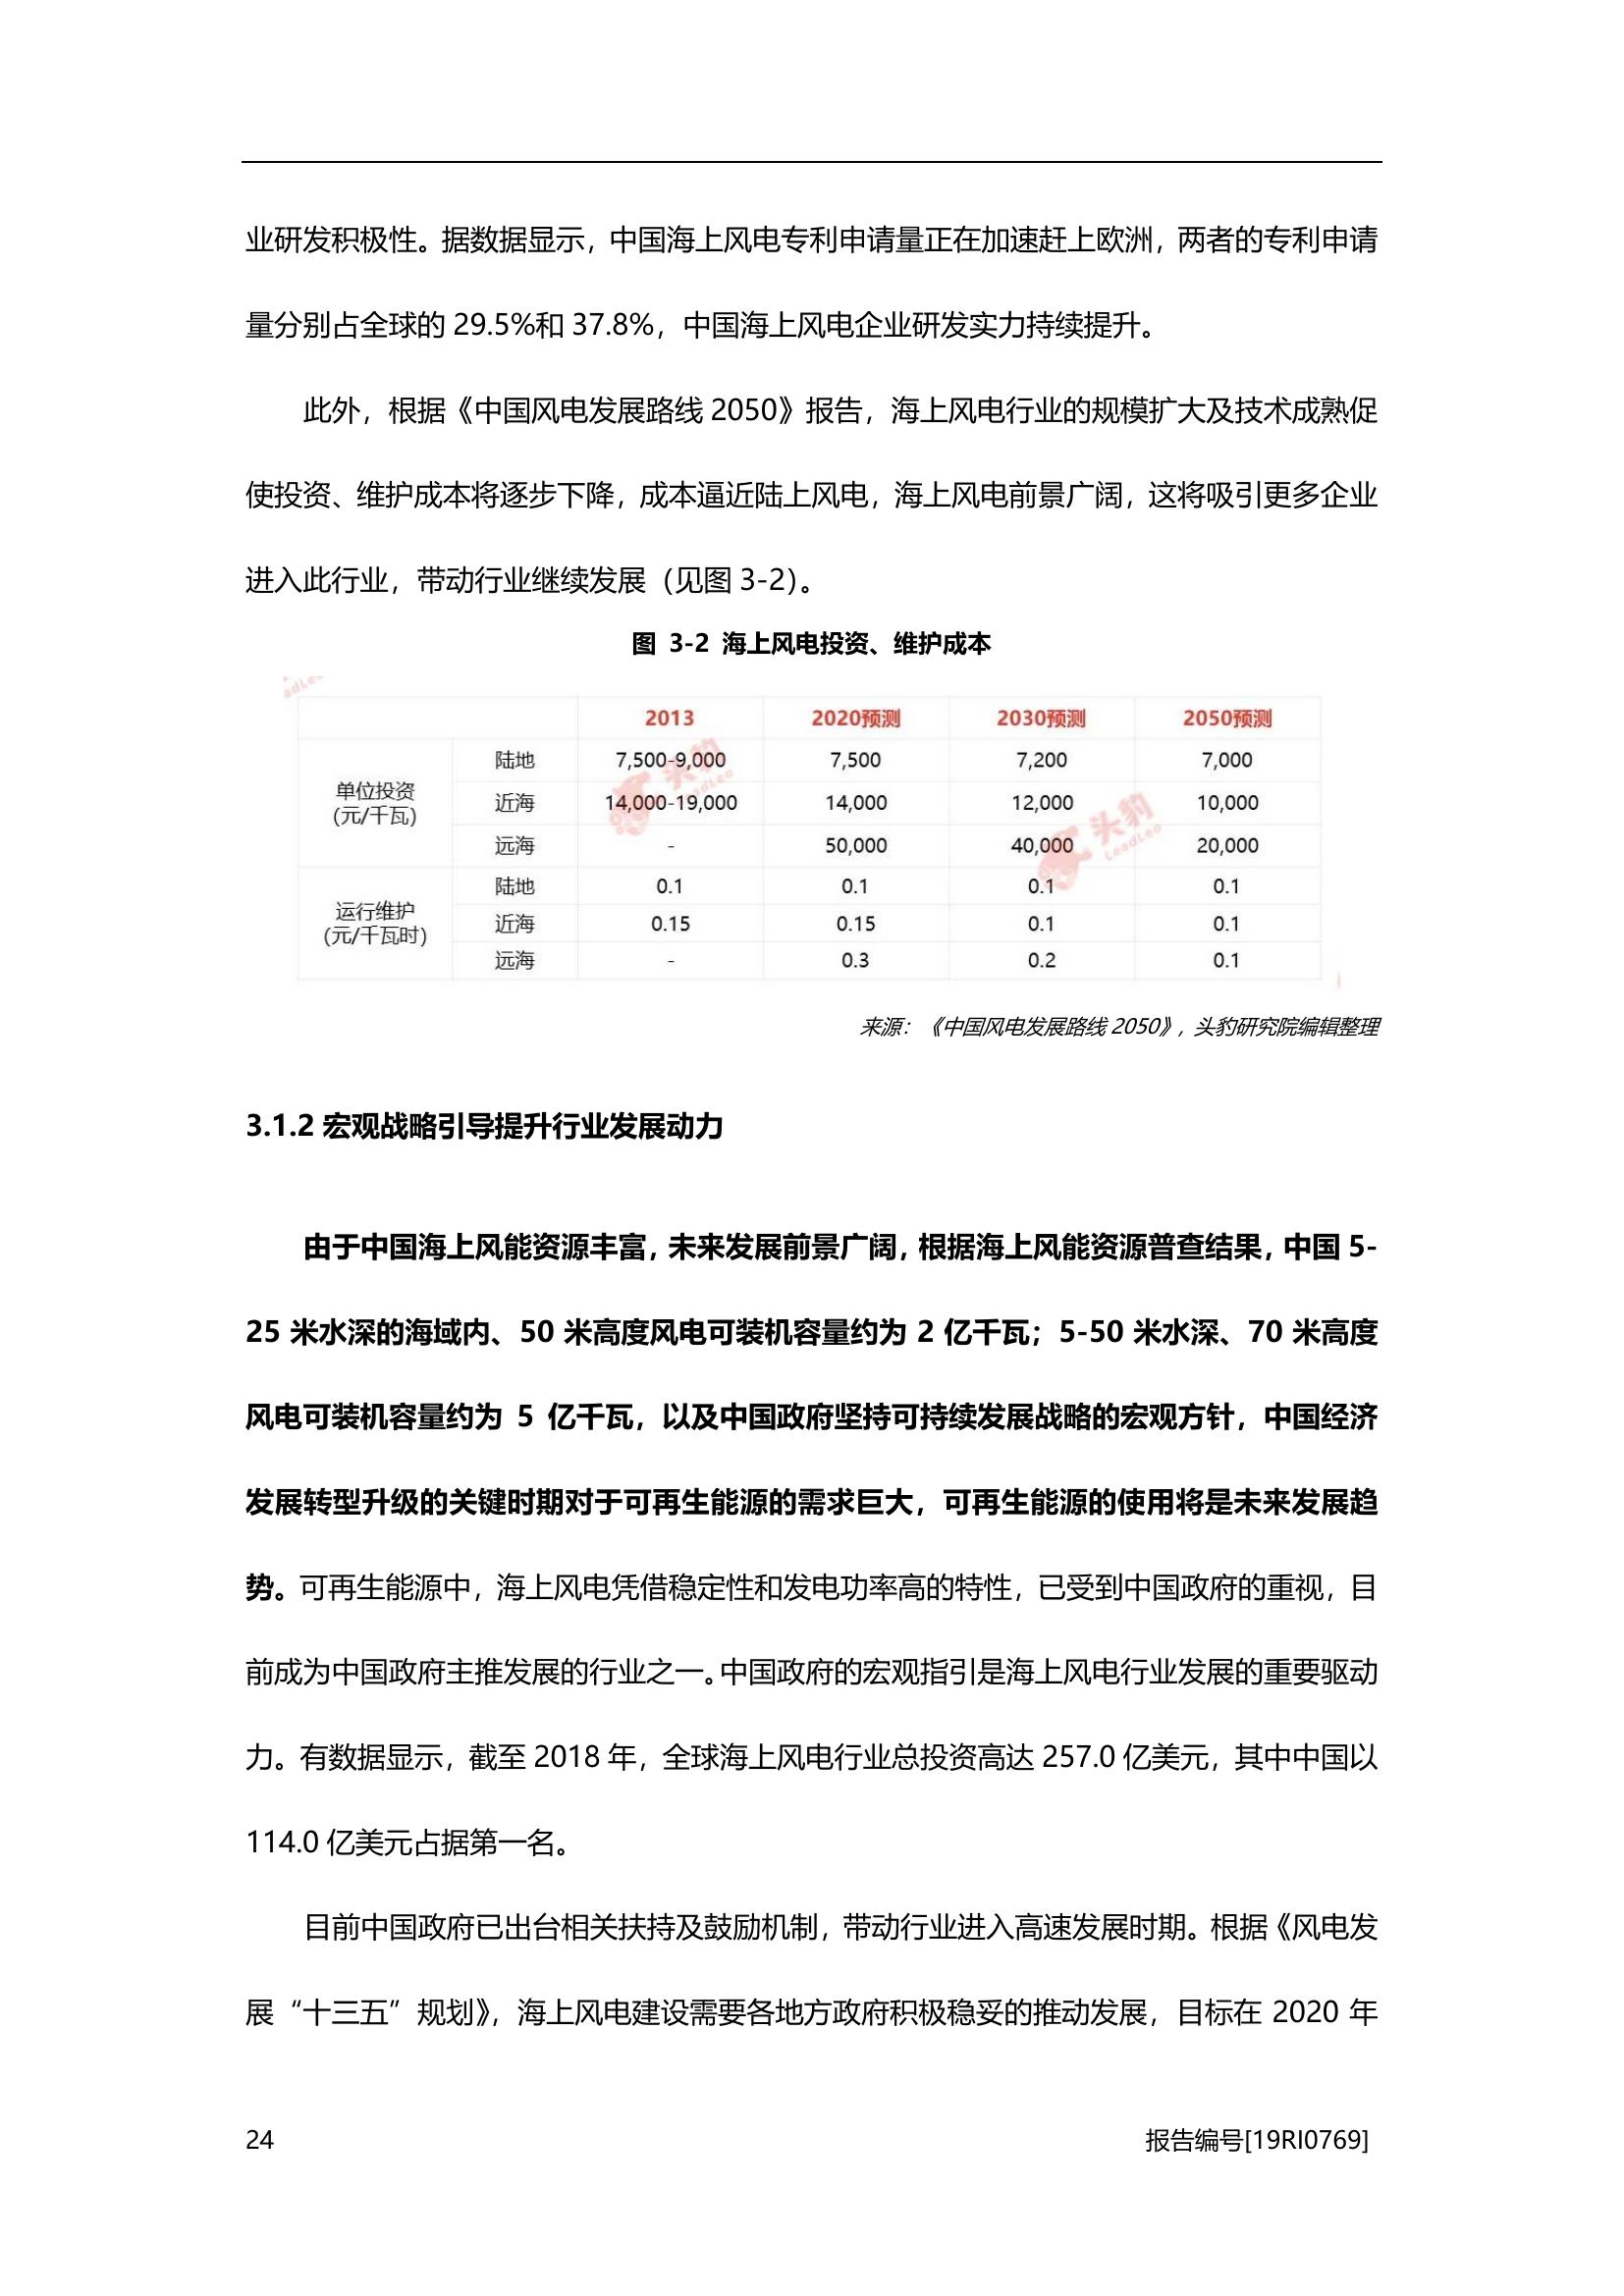 业研发积极性。据数据显示，中国海上风电专利申请量正在加速赶上欧洲，两者的专利申请
量分别占全球的 29.5%和 37.8%，中国海上风电企业研发实力持续提升。
此外，根据《中国风电发展路线 2050》报告，海上风电行业的规模扩大及技术成熟促
使投资、维护成本将逐步下降，成本逼近陆上风电，海上风电前景广阔，这将吸引更多企业
进入此行业，带动行业继续发展（见图 3-2）。
图 3-2 海上风电投资、维护成本
2013 2020预测 2030预测 2050预测
单位投资
(元/千瓦)
陆地 7,500-9,000 7,500 7,200 7,000
近海 14,000-19,000 14,000 12,000 10,000
远海 - 50,000 40,000 20,000
运行维护
(元/千瓦时)
陆地 0.1 0.1 0.1 0.1
近海 0.15 0.15 0.1 0.1
远海 - 0.3 0.2 0.1
头豹
LeadLeo
头豹
LeadLeo
来源：《中国风电发展路线 2050》，头豹研究院编辑整理
3.1.2 宏观战略引导提升行业发展动力
由于中国海上风能资源丰富，未来发展前景广阔，根据海上风能资源普查结果，中国 5-
25 米水深的海域内、50 米高度风电可装机容量约为 2 亿千瓦；5-50 米水深、70 米高度
风电可装机容量约为 5 亿千瓦，以及中国政府坚持可持续发展战略的宏观方针，中国经济
发展转型升级的关键时期对于可再生能源的需求巨大，可再生能源的使用将是未来发展趋
势。可再生能源中，海上风电凭借稳定性和发电功率高的特性，已受到中国政府的重视，目
前成为中国政府主推发展的行业之一。中国政府的宏观指引是海上风电行业发展的重要驱动
力。有数据显示，截至 2018 年，全球海上风电行业总投资高达 257.0 亿美元，其中中国以
114.0 亿美元占据第一名。
目前中国政府已出台相关扶持及鼓励机制，带动行业进入高速发展时期。根据《风电发
展“十三五”规划》，海上风电建设需要各地方政府积极稳妥的推动发展，目标在 2020 年
24 报告编号[19RI0769]